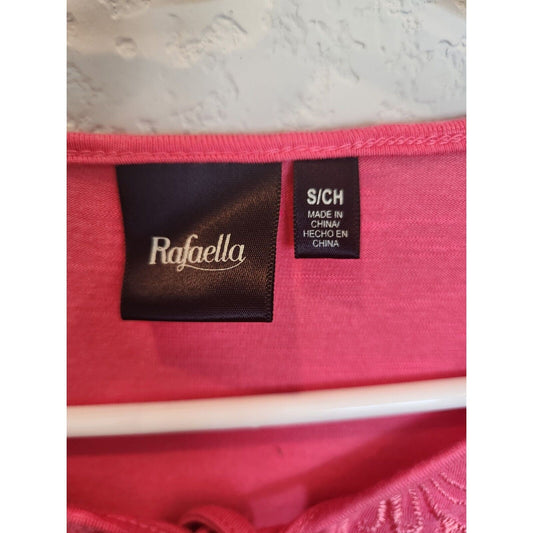 Rafaella
S/CH
MADE IN
CHINA/
HECHO EN
CHINA